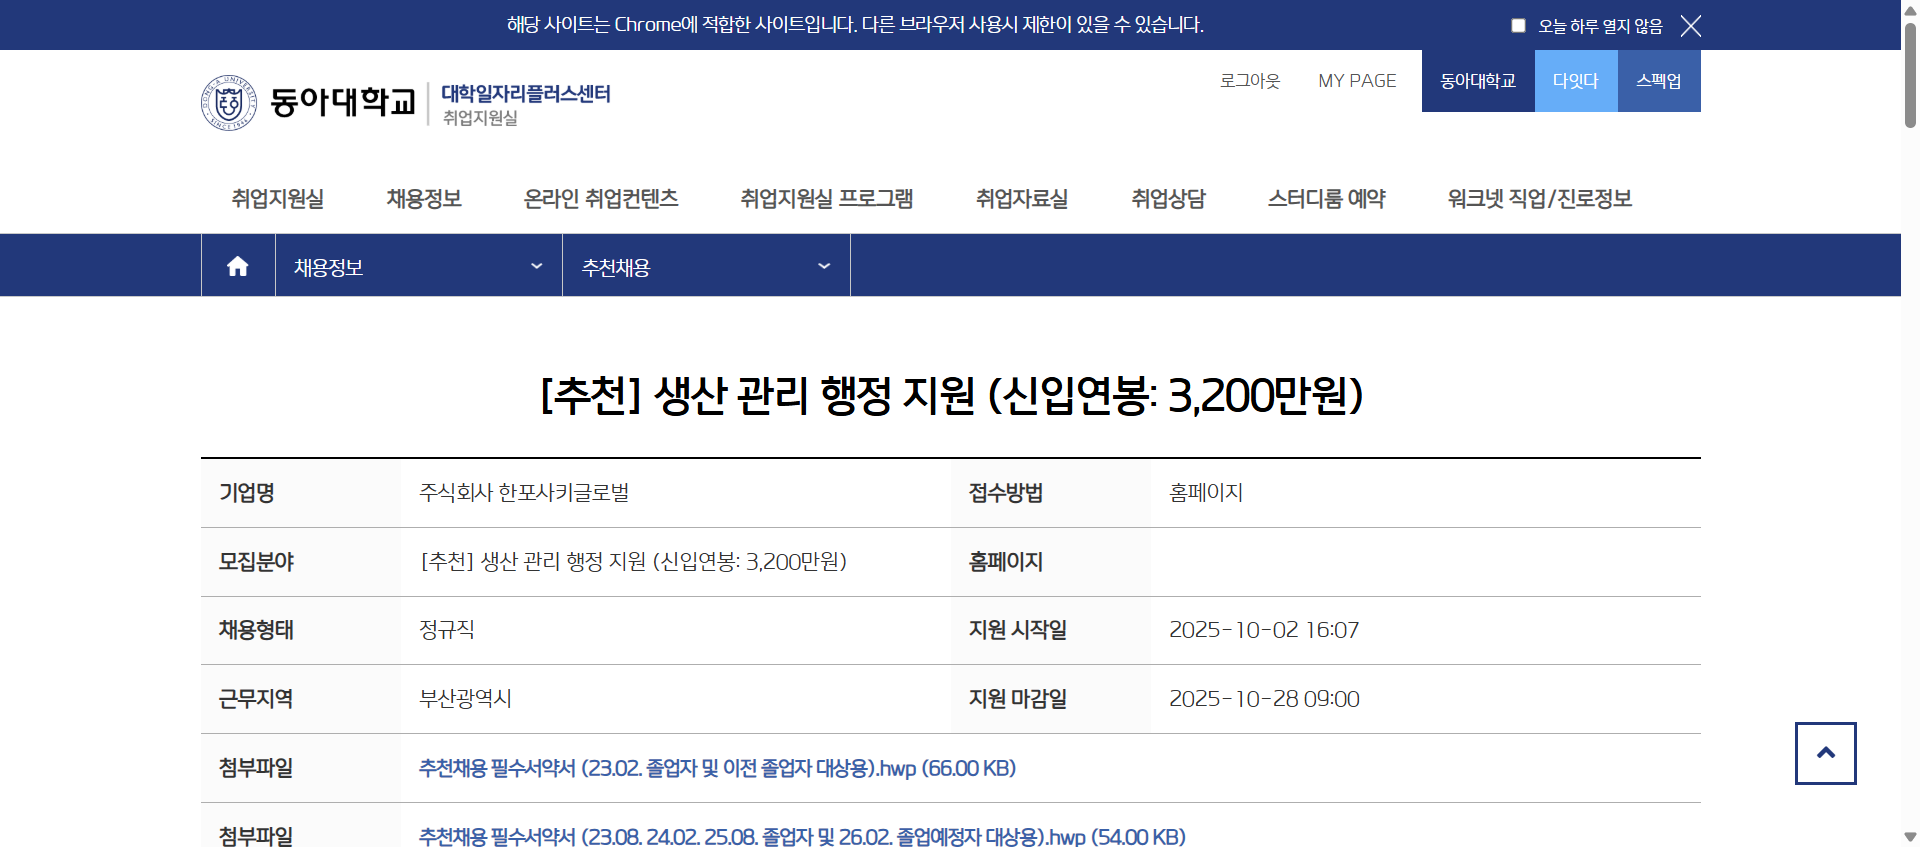 해당 사이트는 Chrome에 적합한 사이트입니다. 다른 브라우저 사용시 제한이 있을 수 있습니다.
오늘 하루 열지 않음
로그아웃 MY PAGE 동아대학교 다잇다 스펙업
DONG-A UNIVERSITY SINCE 1946
동아대학교 대학일자리플러스센터
취업지원실
취업지원실 채용정보 온라인 취업컨텐츠 취업지원실 프로그램 취업자료실 취업상담 스터디룸 예약 워크넷 직업/진로정보
채용정보 추천채용
[추천] 생산 관리 행정 지원 (신입연봉: 3,200만원)
기업명 주식회사 한포사키글로벌 접수방법 홈페이지
모집분야 [추천] 생산 관리 행정 지원 (신입연봉: 3,200만원) 홈페이지
채용형태 정규직 지원 시작일 2025-10-02 16:07
근무지역 부산광역시 지원 마감일 2025-10-28 09:00
첨부파일 추천채용 필수서약서 (23.02. 졸업자 및 이전 졸업자 대상용).hwp (66.00 KB)
첨부파일 추천채용 필수서약서 (23.08. 24.02. 25.08. 졸업자 및 26.02. 졸업예정자 대상용).hwp (54.00 KB)